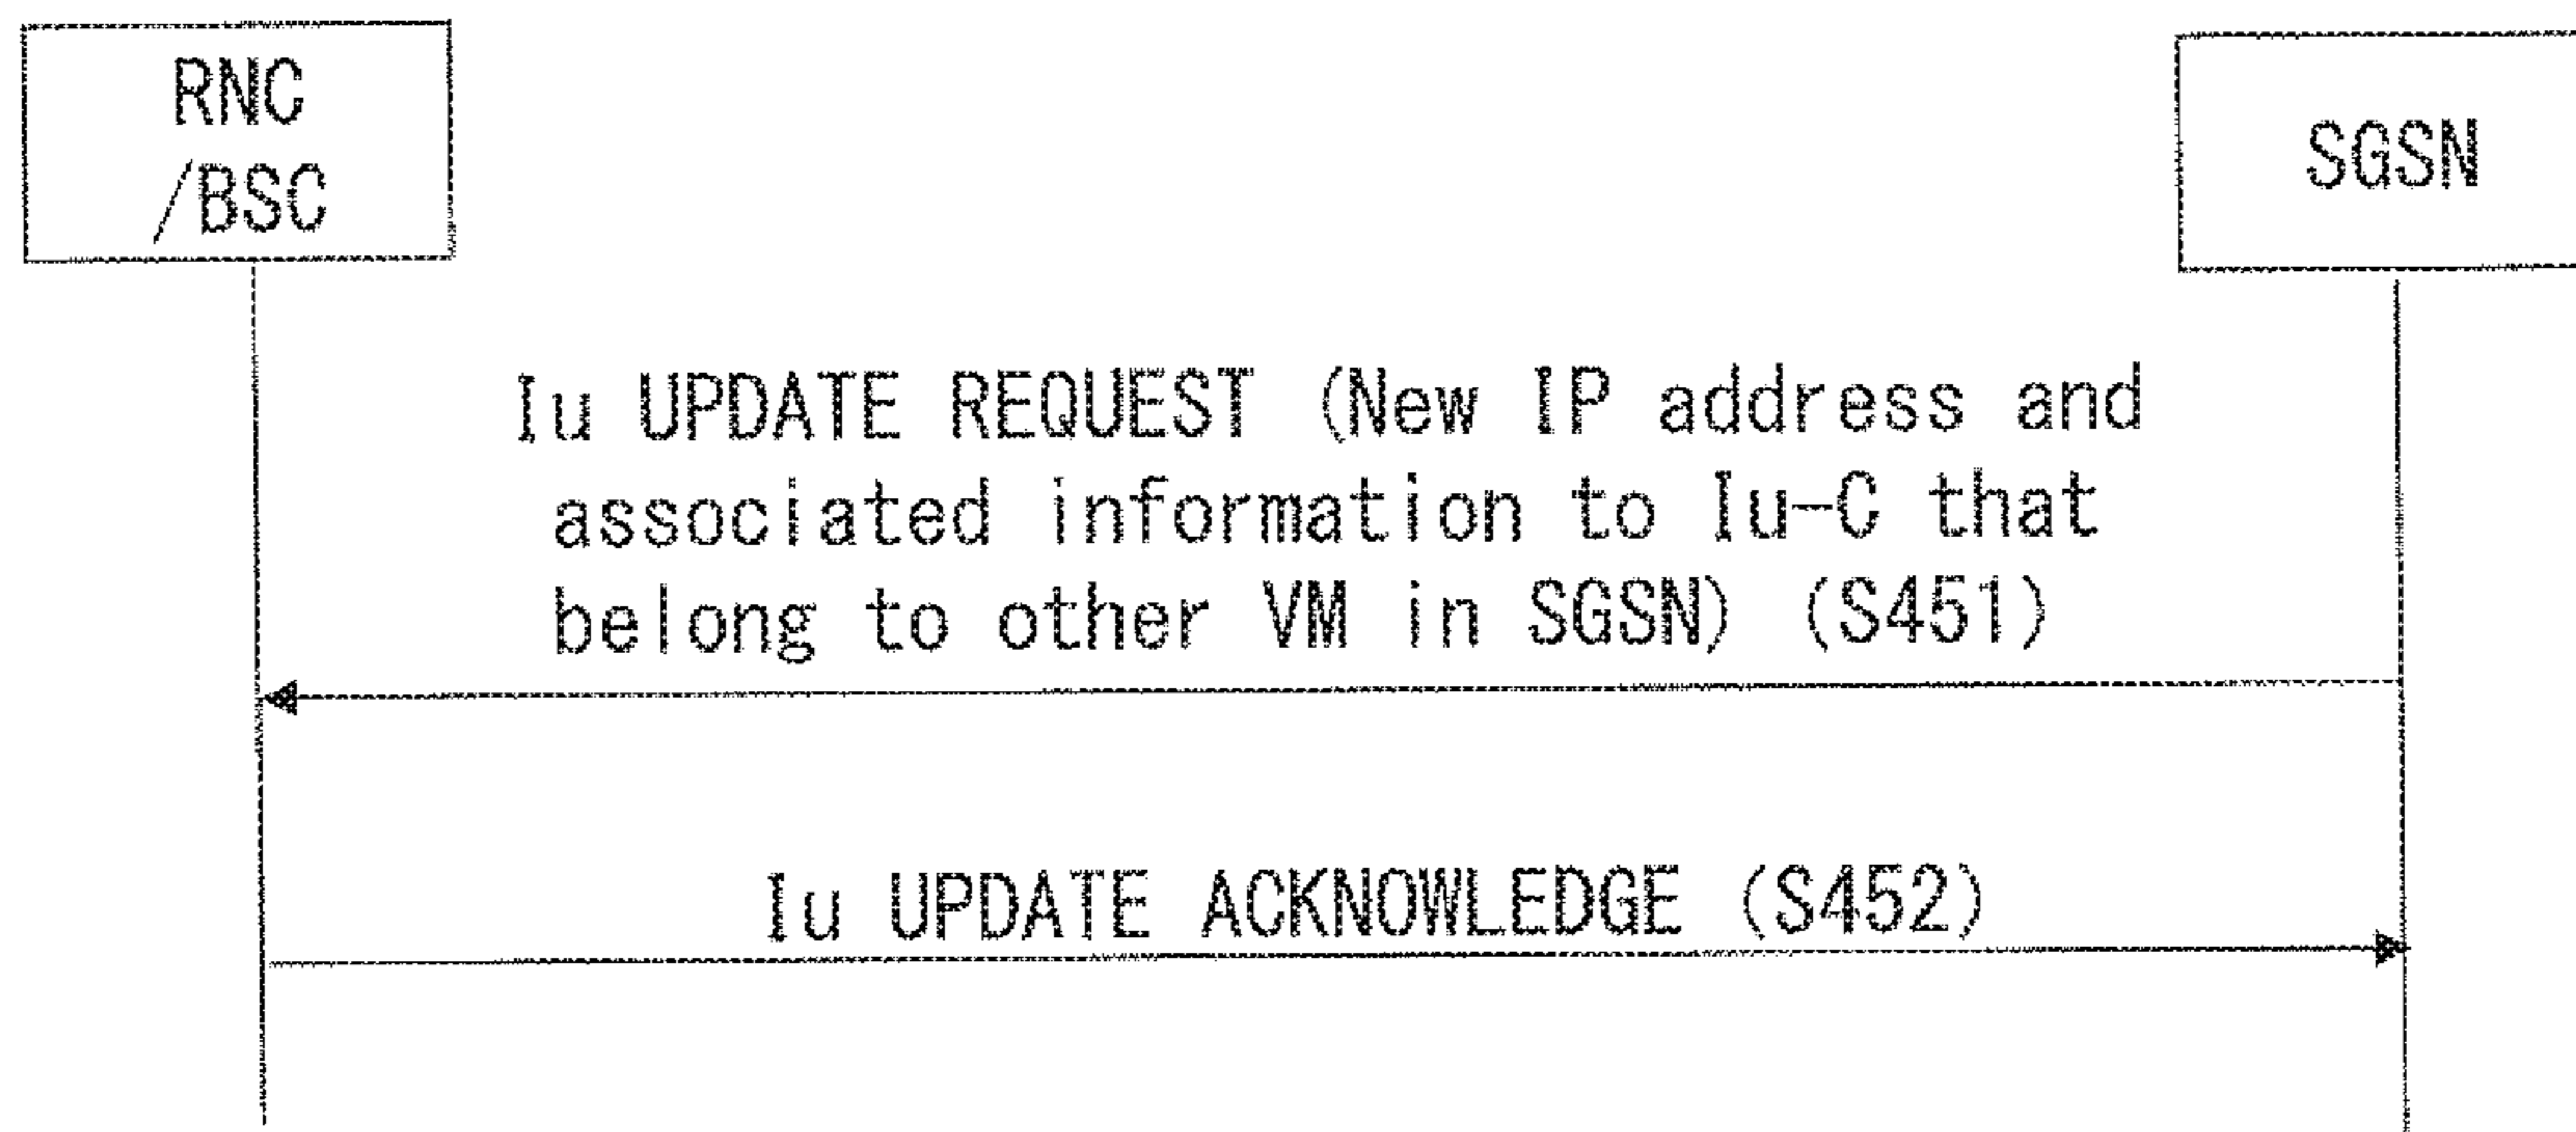 RNC
/BSC
SGSN
Iu UPDATE REQUEST (New IP address and
associated information to Iu-C that
belong to other VM in SGSN) (S451)
Iu UPDATE ACKNOWLEDGE (S452)